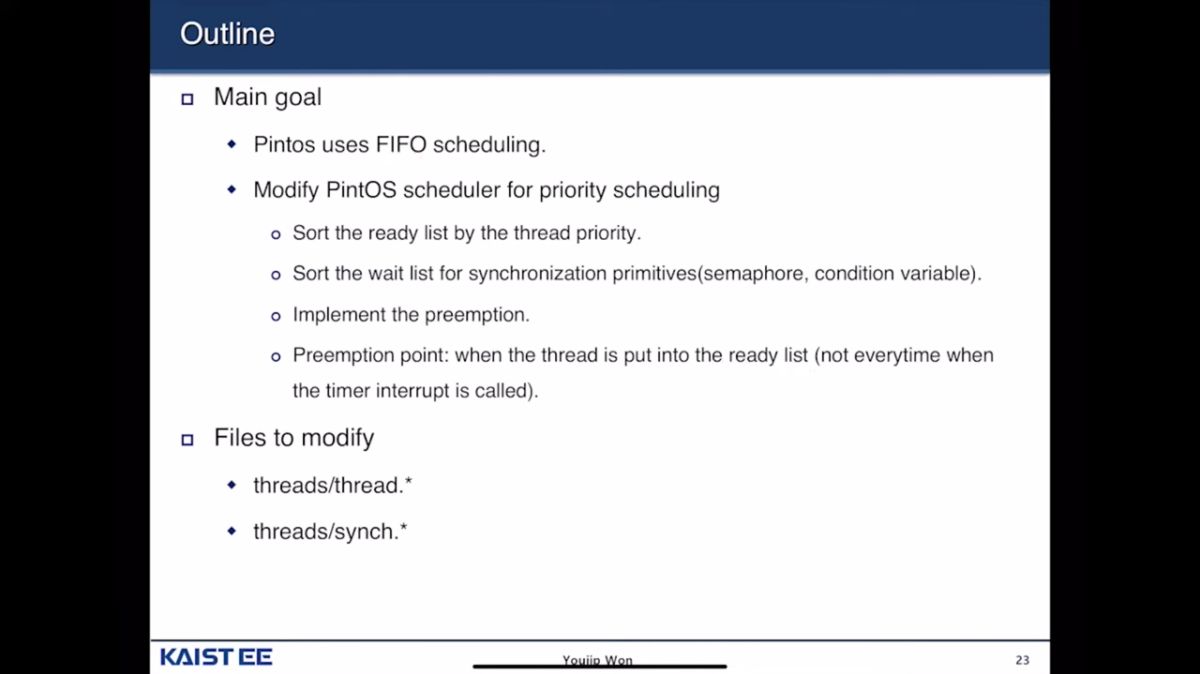 Outline
Main goal
Pintos uses FIFO scheduling.
Modify PintOS scheduler for priority scheduling
Sort the ready list by the thread priority.
Sort the wait list for synchronization primitives(semaphore, condition variable).
Implement the preemption.
Preemption point: when the thread is put into the ready list (not everytime when
the timer interrupt is called).
Files to modify
threads/thread.*
threads/synch.*
KAIST EE
Youjip Won
23